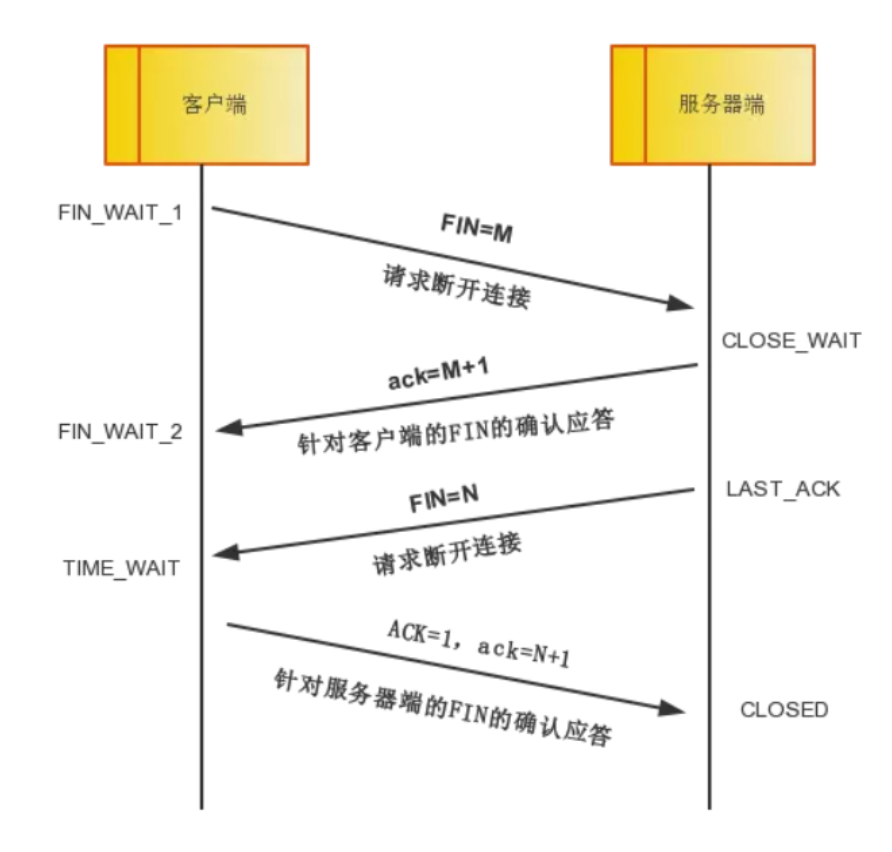 客户端
服务器端
FIN_WAIT_1
FIN=M
请求断开连接
CLOSE_WAIT
ack=M+1
针对客户端的FIN的确认应答
FIN_WAIT_2
LAST_ACK
FIN=N
请求断开连接
TIME_WAIT
ACK=1, ack=N+1
针对服务器端的FIN的确认应答
CLOSED